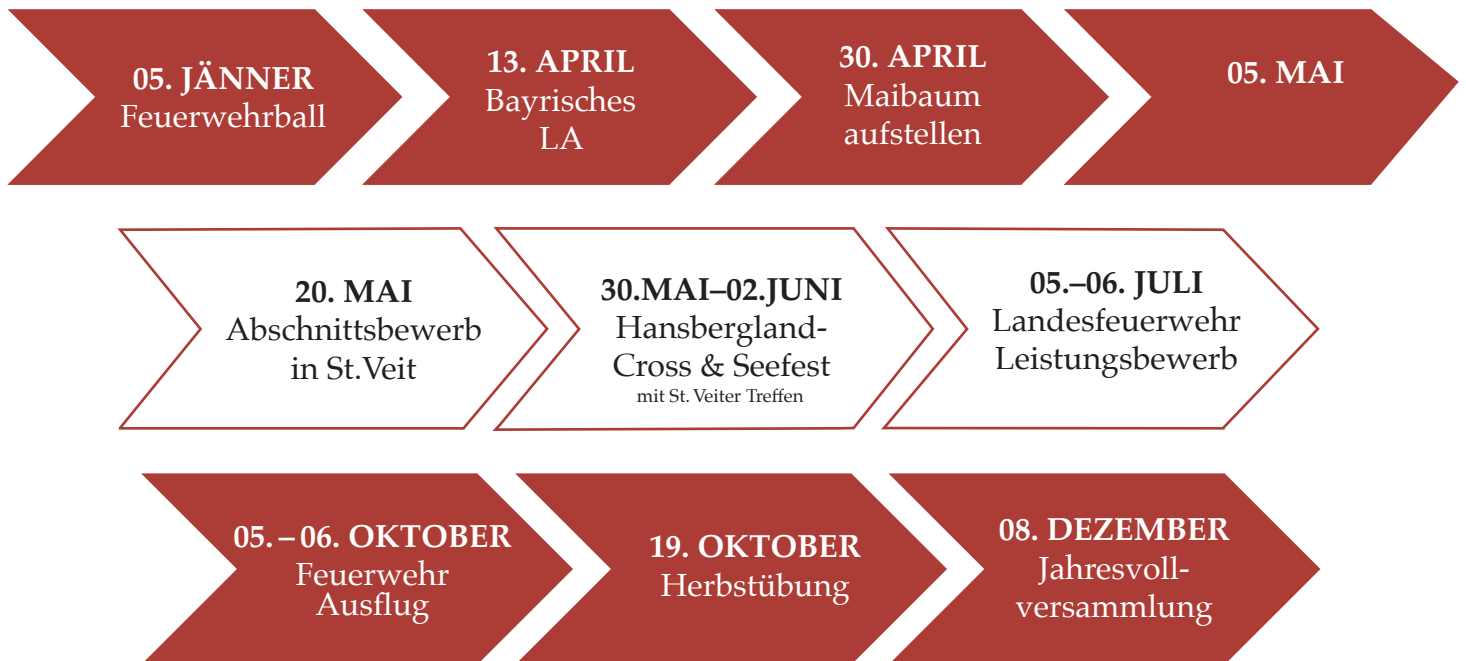 05. JÄNNER
Feuerwehrball
13. APRIL
Bayrisches
LA
30. APRIL
Maibaum
aufstellen
05. MAI
20. MAI
Abschnittsbewerb
in St.Veit
30.MAI–02.JUNI
Hansbergland-
Cross & Seefest
mit St. Veiter Treffen
05.–06. JULI
Landesfeuerwehr
Leistungsbewerb
05. – 06. OKTOBER
Feuerwehr
Ausflug
19. OKTOBER
Herbstübung
08. DEZEMBER
Jahresvoll-
versammlung